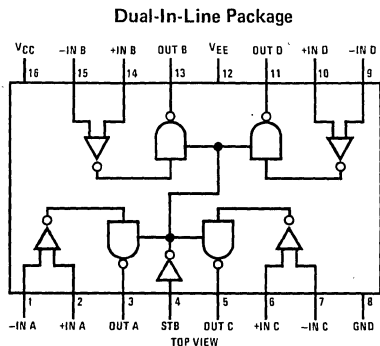 Dual-In-Line Package
VCC -IN B +IN B OUT B VEE OUT D +IN D -IN D
16 15 14 13 12 11 10 9
1 2 3 4 5 6 7 8
-IN A +IN A OUT A STB OUT C +IN C -IN C GND
TOP VIEW